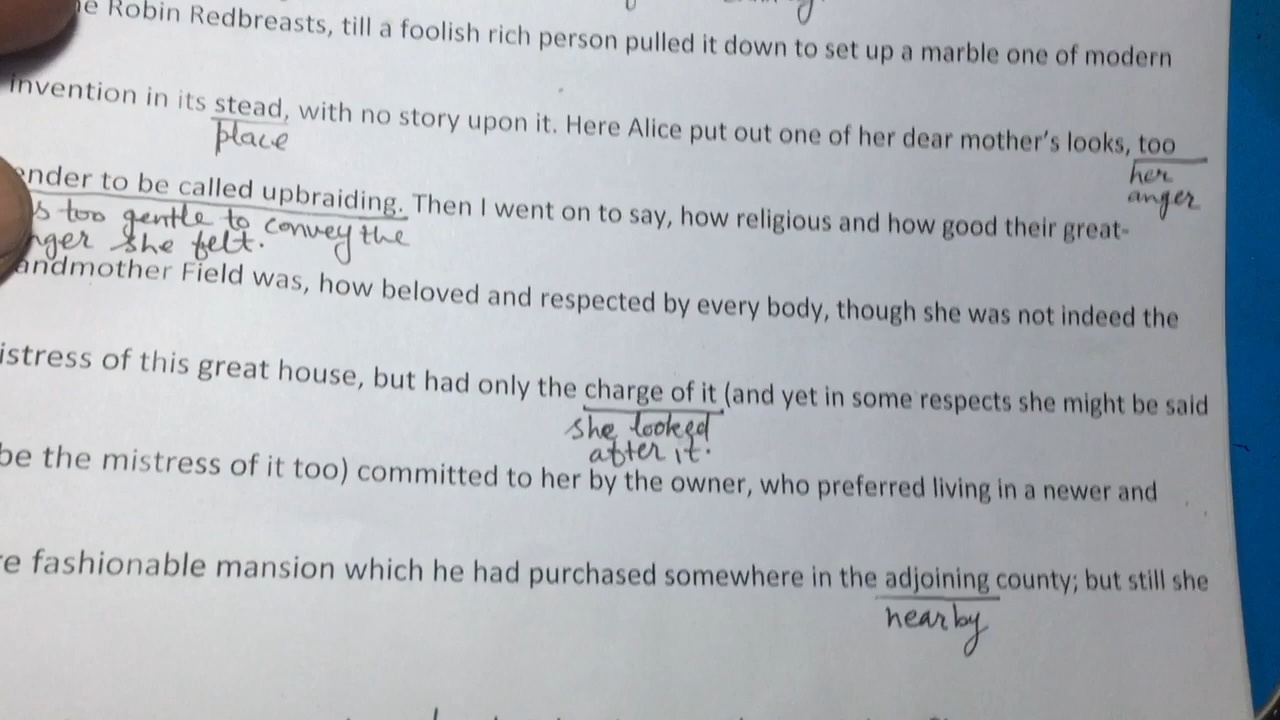 e Robin Redbreasts, till a foolish rich person pulled it down to set up a marble one of modern
invention in its stead, with no story upon it. Here Alice put out one of her dear mother's looks, too
place
her
anger
ender to be called upbraiding. Then I went on to say, how religious and how good their great-
s too gentle to convey the
nger she felt.
andmother Field was, how beloved and respected by every body, though she was not indeed the
istress of this great house, but had only the charge of it (and yet in some respects she might be said
she looked
after it.
be the mistress of it too) committed to her by the owner, who preferred living in a newer and
e fashionable mansion which he had purchased somewhere in the adjoining county; but still she
nearby